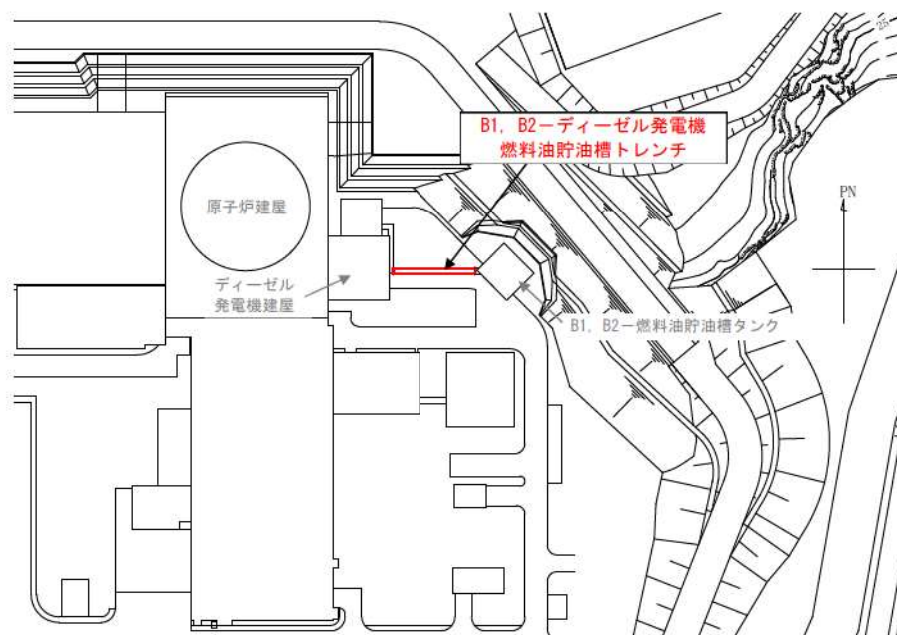 25
B1, B2-ディーゼル発電機
燃料油貯油槽トレンチ
PN
原子炉建屋
ディーゼル
発電機建屋
B1, B2-燃料油貯油槽タンク